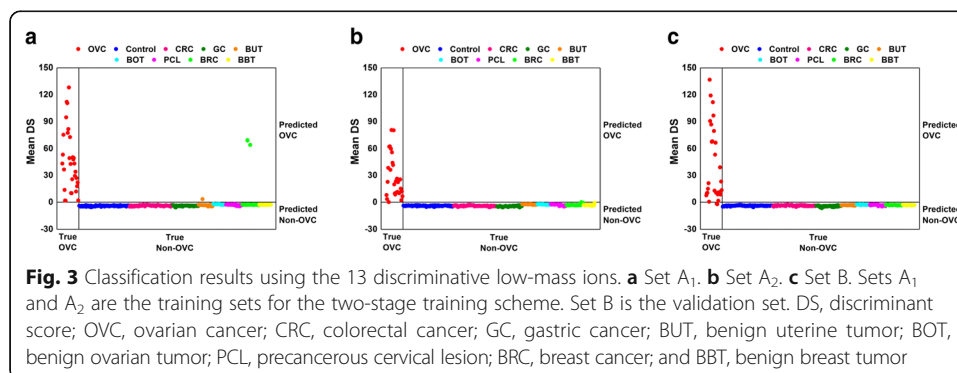 a
OVC Control CRC GC BUT
BOT PCL BRC BBT
150
120
90
60
30
0
-30
Mean DS
Predicted
OVC
Predicted
Non-OVC
True
OVC
True
Non-OVC
b
OVC Control CRC GC BUT
BOT PCL BRC BBT
150
120
90
60
30
0
-30
Mean DS
Predicted
OVC
Predicted
Non-OVC
True
OVC
True
Non-OVC
c
OVC Control CRC GC BUT
BOT PCL BRC BBT
150
120
90
60
30
0
-30
Mean DS
Predicted
OVC
Predicted
Non-OVC
True
OVC
True
Non-OVC
Fig. 3 Classification results using the 13 discriminative low-mass ions. a Set A₁. b Set A₂. c Set B. Sets A₁
and A₂ are the training sets for the two-stage training scheme. Set B is the validation set. DS, discriminant
score; OVC, ovarian cancer; CRC, colorectal cancer; GC, gastric cancer; BUT, benign uterine tumor; BOT,
benign ovarian tumor; PCL, precancerous cervical lesion; BRC, breast cancer; and BBT, benign breast tumor